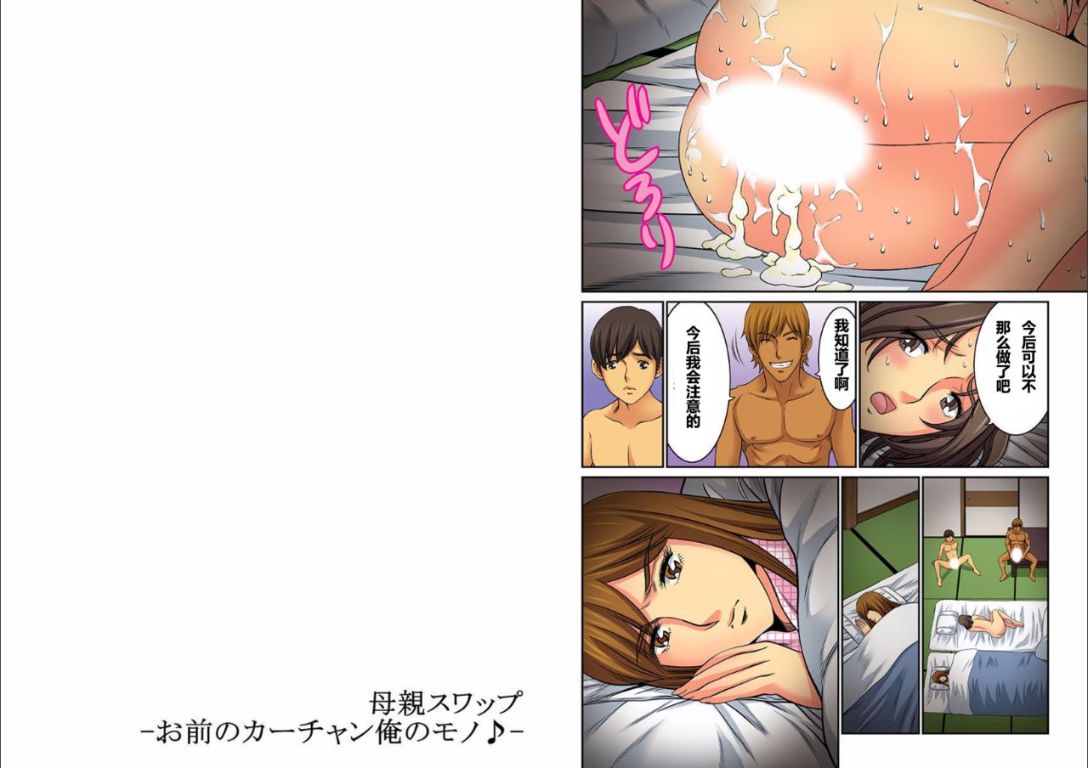 どろり
今后可以不
那么做了吧
我知道了啊
今后我会注意的
母親スワップ
-お前のカーチャン俺のモノ♪-